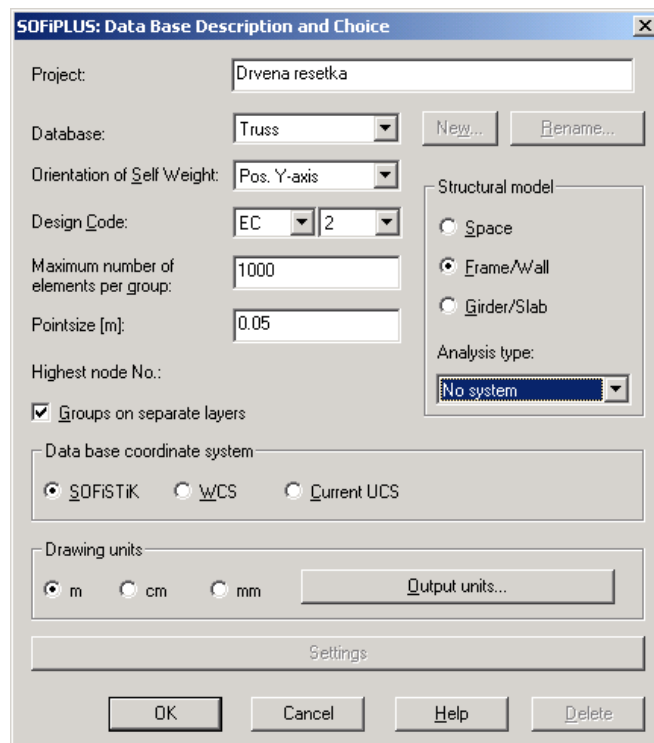 SOFiPLUS: Data Base Description and Choice
Project: Drvena resetka
Database: Truss New... Rename...
Orientation of Self Weight: Pos. Y-axis
Structural model
Design Code: EC 2
Space
Maximum number of elements per group: 1000
Frame/Wall
Girder/Slab
Pointsize [m]: 0.05
Analysis type:
Highest node No.:
No system
Groups on separate layers
Data base coordinate system
SOFiSTiK WCS Current UCS
Drawing units
m cm mm Output units...
Settings
OK Cancel Help Delete